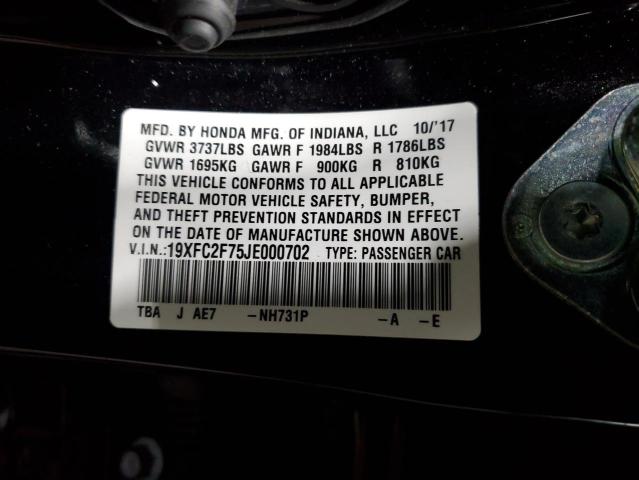 MFD. BY HONDA MFG. OF INDIANA, LLC 10/'17
GVWR 3737LBS GAWR F 1984LBS R 1786LBS
GVWR 1695KG GAWR F 900KG R 810KG
THIS VEHICLE CONFORMS TO ALL APPLICABLE
FEDERAL MOTOR VEHICLE SAFETY, BUMPER,
AND THEFT PREVENTION STANDARDS IN EFFECT
ON THE DATE OF MANUFACTURE SHOWN ABOVE.
V.I.N.:19XFC2F75JE000702 TYPE: PASSENGER CAR
TBA J AE7 -NH731P -A -E